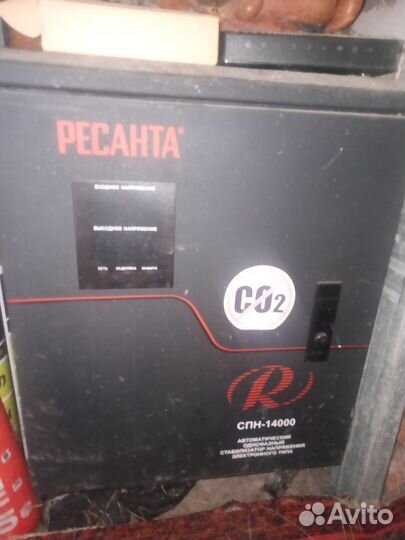 РЕСАНТА®
ВХОДНОЕ НАПРЯЖЕНИЕ
ВЫХОДНОЕ НАПРЯЖЕНИЕ
СЕТЬ ЗАДЕРЖКА ЗАЩИТА
CO2
R
СПН-14000
АВТОМАТИЧЕСКИЙ
ОДНОФАЗНЫЙ
СТАБИЛИЗАТОР НАПРЯЖЕНИЯ
ЭЛЕКТРОННОГО ТИПА
Avito